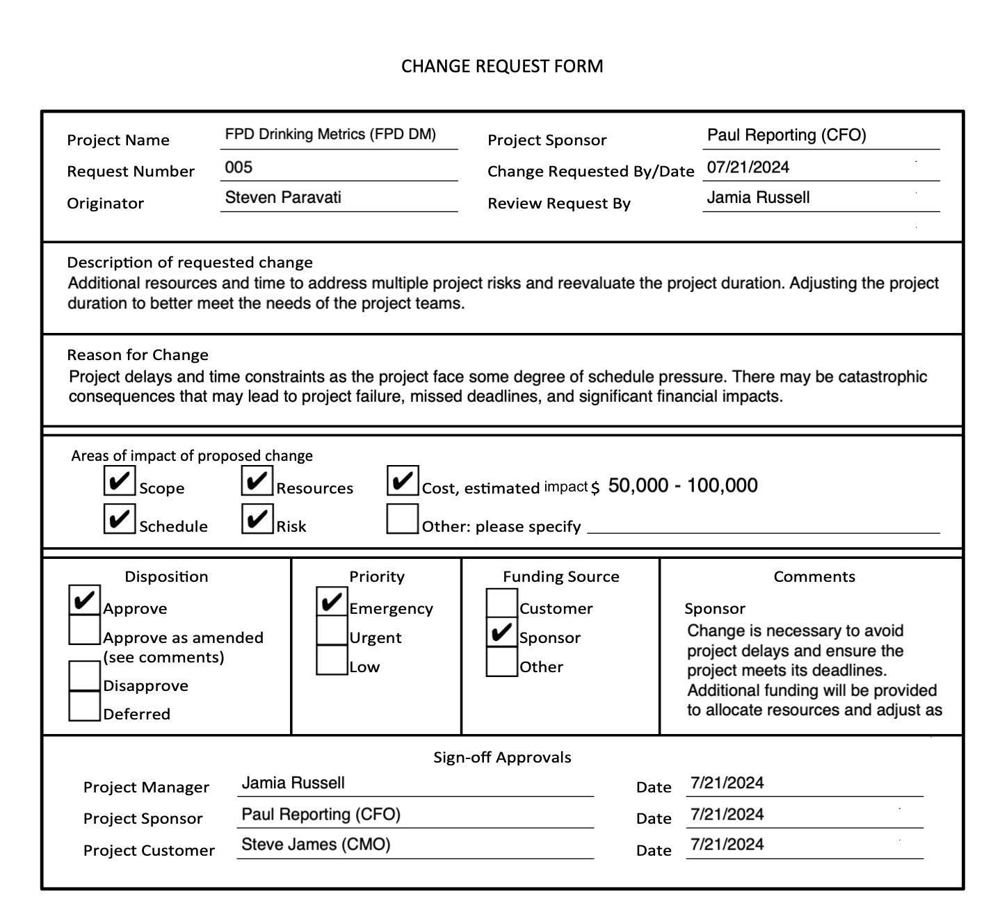 CHANGE REQUEST FORM
Project Name FPD Drinking Metrics (FPD DM) Project Sponsor Paul Reporting (CFO)
Request Number 005 Change Requested By/Date 07/21/2024
Originator Steven Paravati Review Request By Jamia Russell
Description of requested change
Additional resources and time to address multiple project risks and reevaluate the project duration. Adjusting the project
duration to better meet the needs of the project teams.
Reason for Change
Project delays and time constraints as the project face some degree of schedule pressure. There may be catastrophic
consequences that may lead to project failure, missed deadlines, and significant financial impacts.
Areas of impact of proposed change
✔ Scope ✔ Resources ✔ Cost, estimated impact $ 50,000 - 100,000
✔ Schedule ✔ Risk Other: please specify
Disposition
✔ Approve
Approve as amended
(see comments)
Disapprove
Deferred
Priority
✔ Emergency
Urgent
Low
Funding Source
Customer
✔ Sponsor
Other
Comments
Sponsor
Change is necessary to avoid
project delays and ensure the
project meets its deadlines.
Additional funding will be provided
to allocate resources and adjust as
Sign-off Approvals
Project Manager Jamia Russell Date 7/21/2024
Project Sponsor Paul Reporting (CFO) Date 7/21/2024
Project Customer Steve James (CMO) Date 7/21/2024